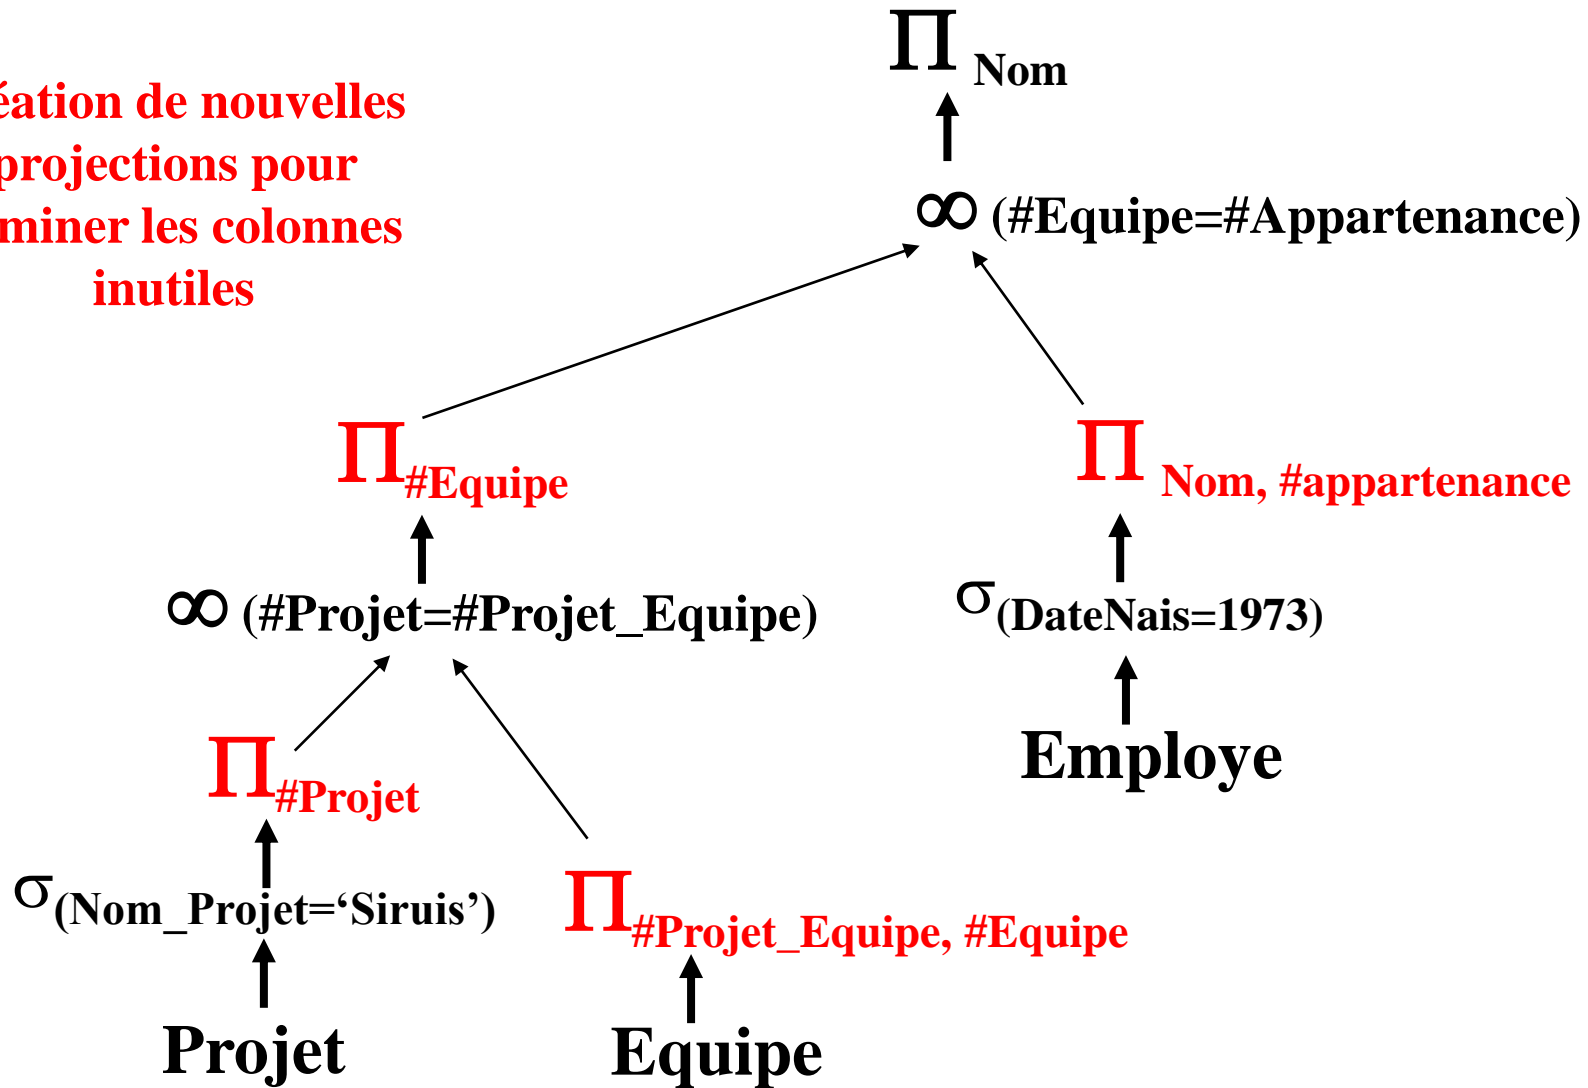 Π Nom
éation de nouvelles
projections pour
miner les colonnes
inutiles
∞ (#Equipe=#Appartenance)
Π #Equipe
Π Nom, #appartenance
∞ (#Projet=#Projet_Equipe)
σ (DateNais=1973)
Employe
Π #Projet
σ (Nom_Projet=‘Siruis’)
Π #Projet_Equipe, #Equipe
Projet
Equipe